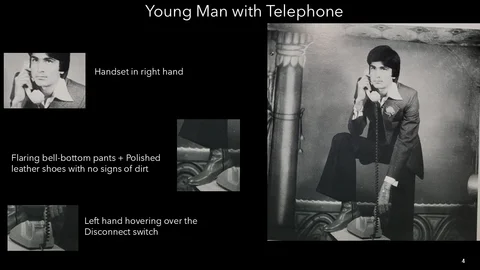 Young Man with Telephone
Handset in right hand
Flaring bell-bottom pants + Polished
leather shoes with no signs of dirt
Left hand hovering over the
Disconnect switch
4